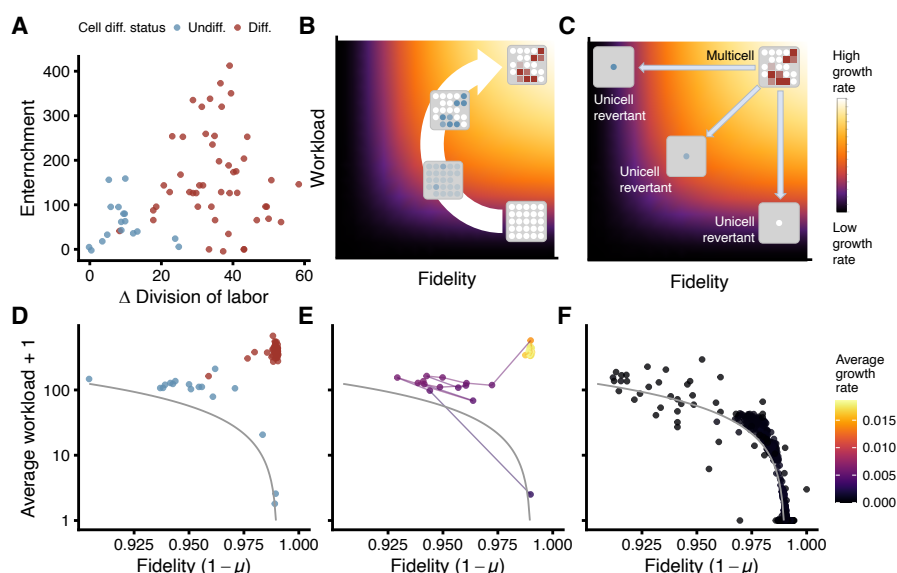 A
Cell diff. status Undiff. Diff.
Enternchment
400
300
200
100
0
0 20 40 60
Δ Division of labor
B
Workload
Fidelity
C
Multicell
Unicell
revertant
Unicell
revertant
Unicell
revertant
Fidelity
High
growth
rate
Low
growth
rate
D
Average workload + 1
100
10
1
0.925 0.950 0.975 1.000
Fidelity (1 − μ)
E
0.925 0.950 0.975 1.000
Fidelity (1 − μ)
F
0.925 0.950 0.975 1.000
Fidelity (1 − μ)
Average
growth
rate
0.015
0.010
0.005
0.000